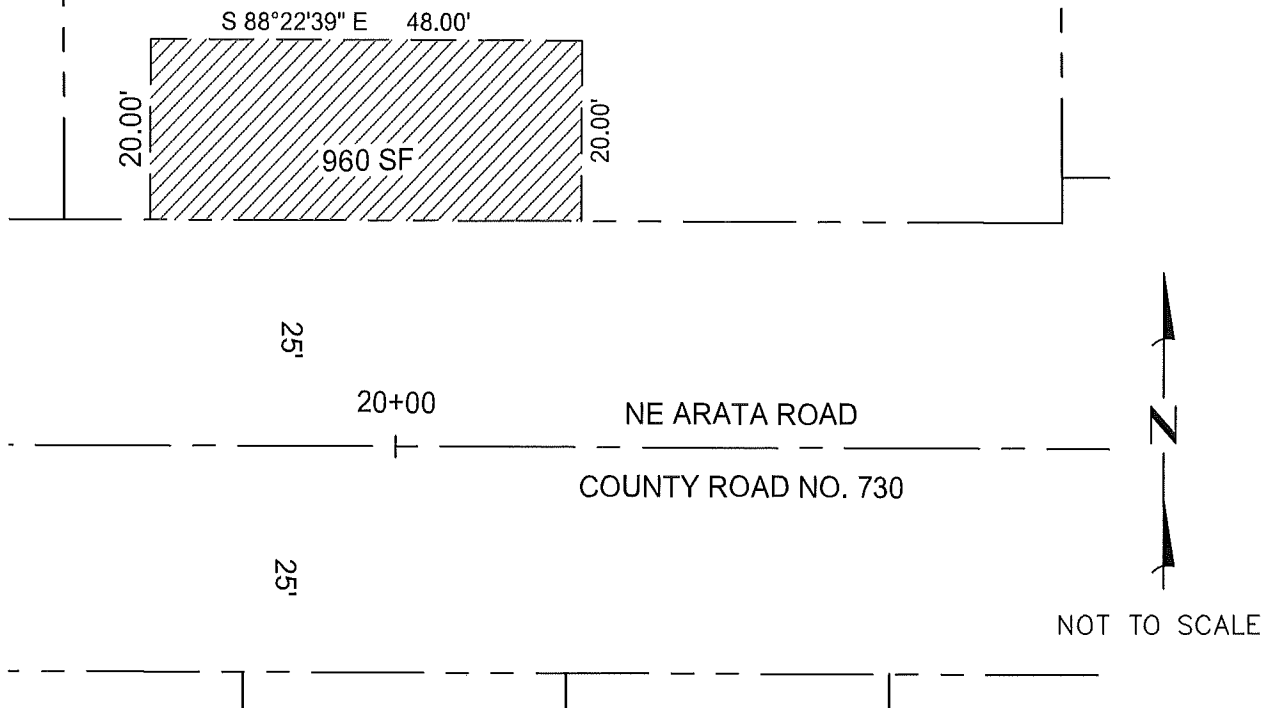 S 88°22'39" E 48.00'
20.00'
20.00'
960 SF
25'
20+00
NE ARATA ROAD
N
COUNTY ROAD NO. 730
25'
NOT TO SCALE